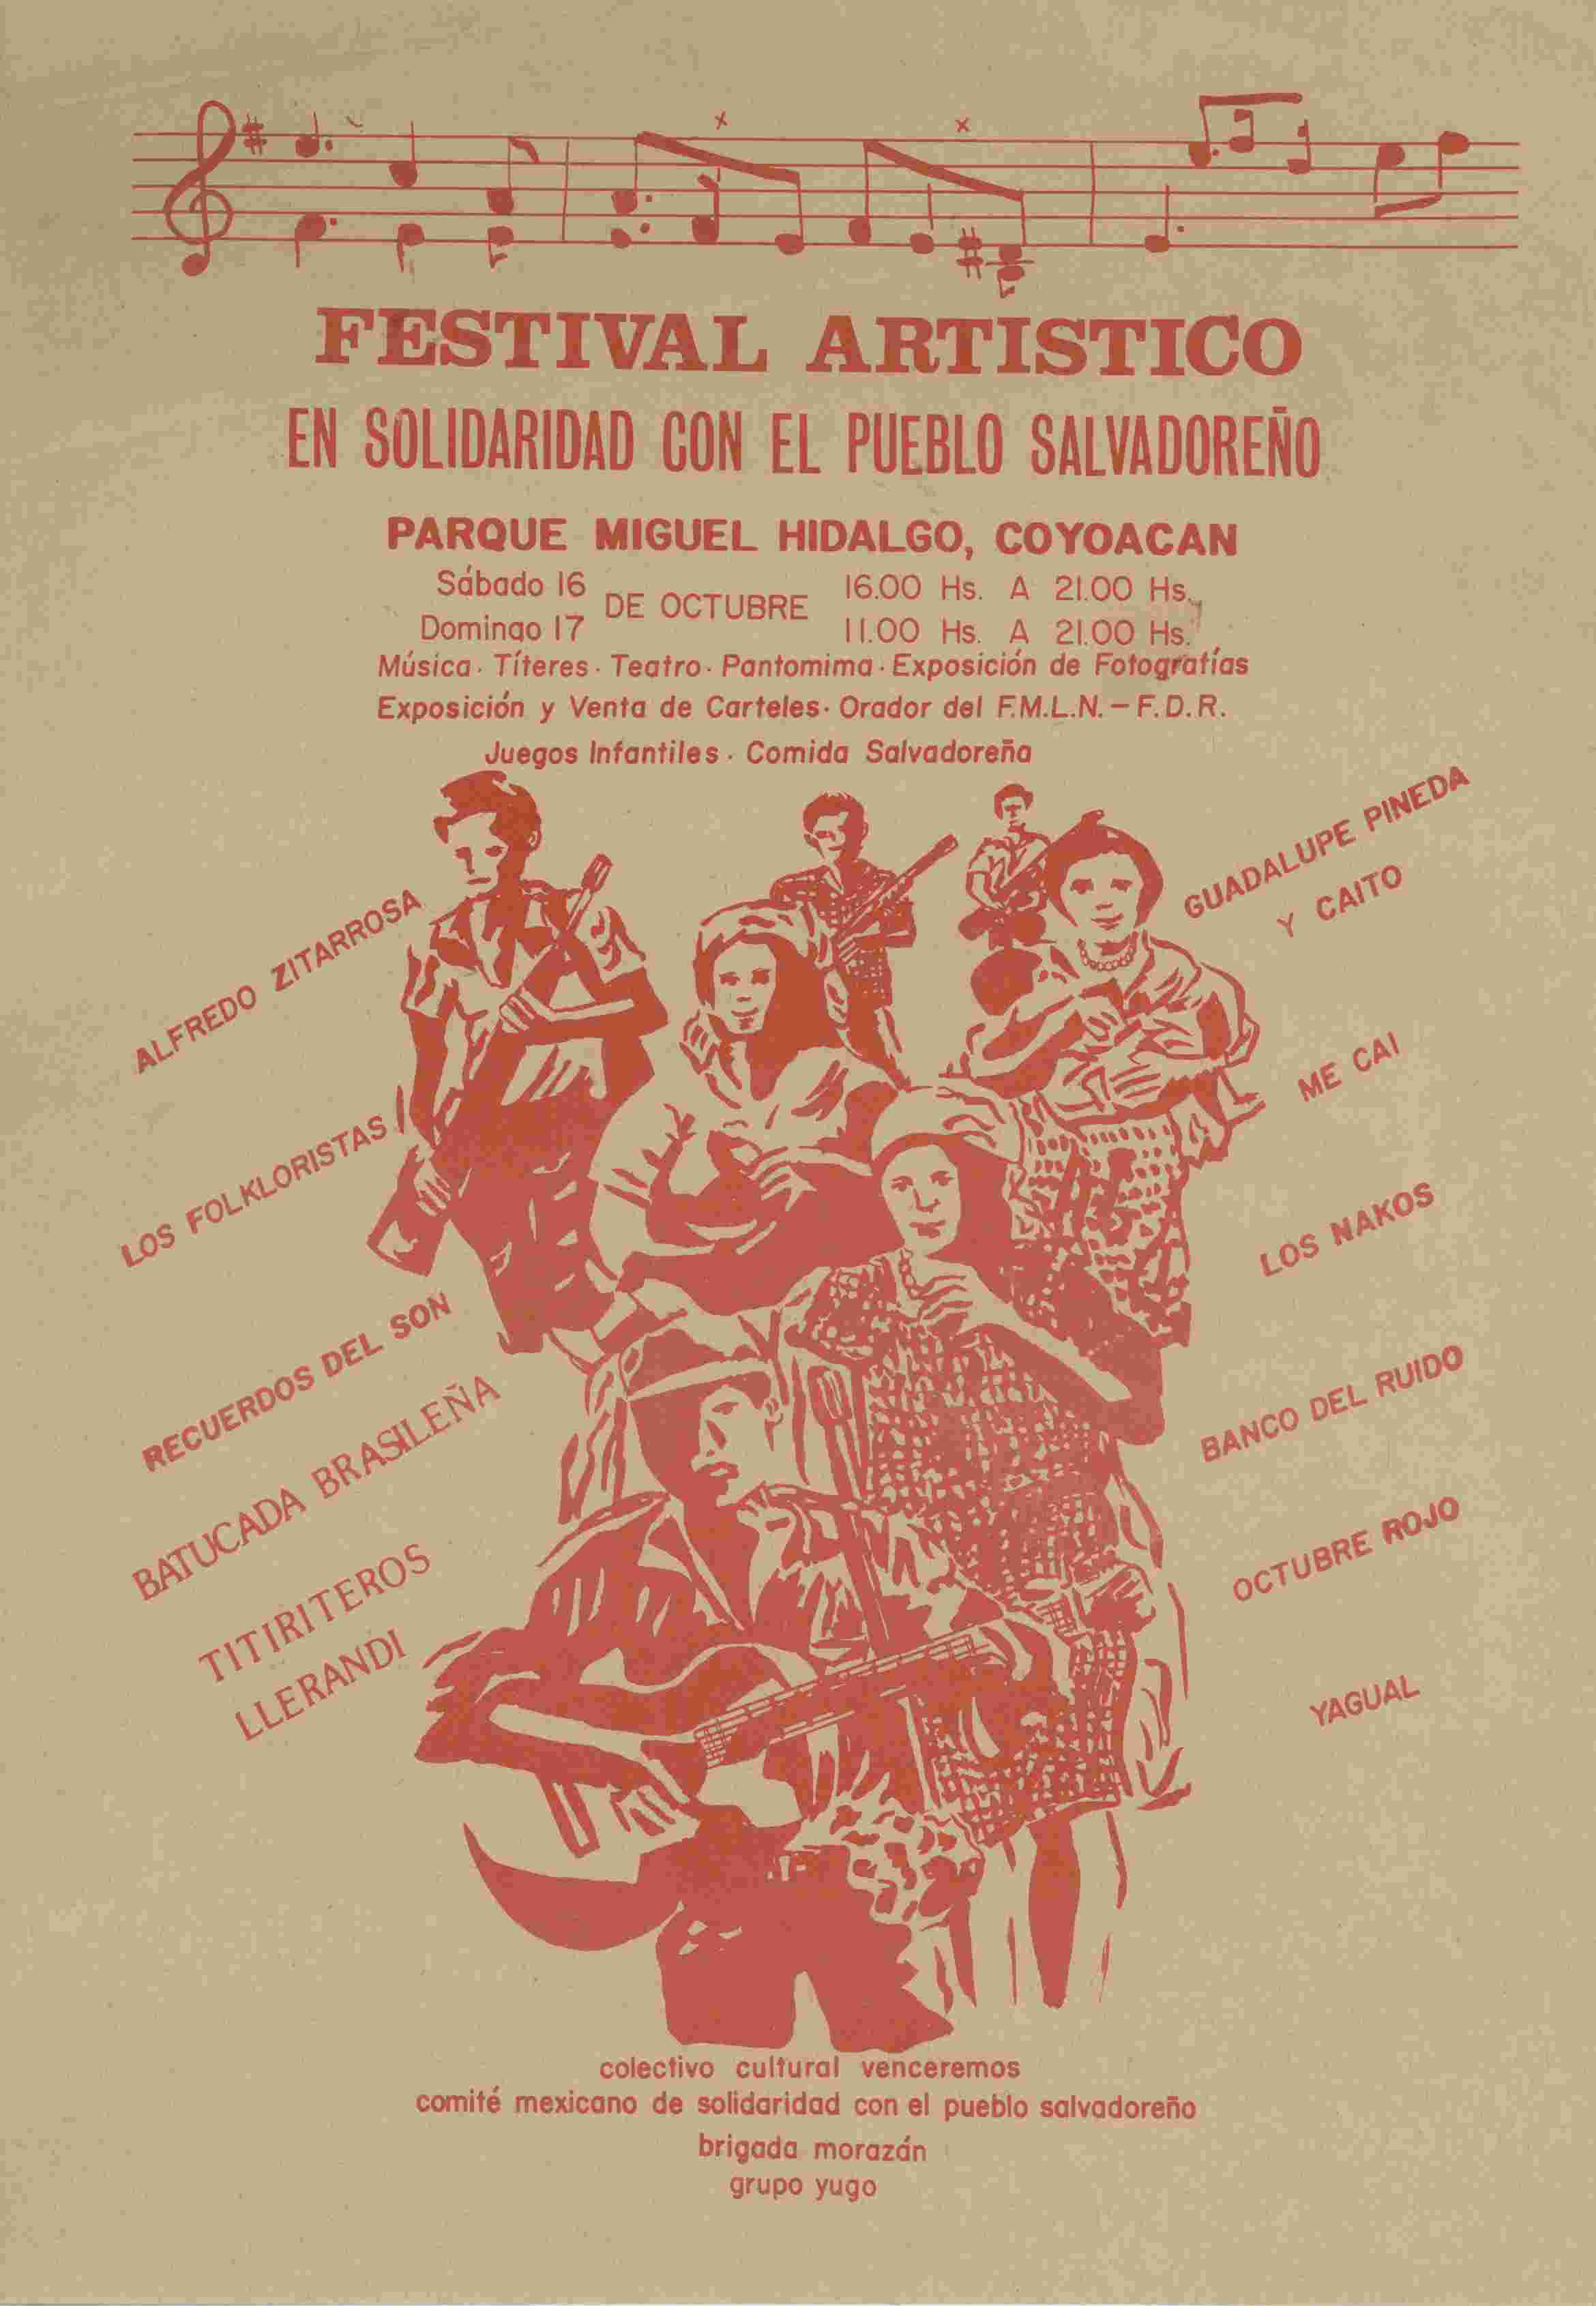 FESTIVAL ARTISTICO
EN SOLIDARIDAD CON EL PUEBLO SALVADOREÑO
PARQUE MIGUEL HIDALGO, COYOACAN
Sábado 16 DE OCTUBRE 16.00 Hs. A 21.00 Hs.
Domingo 17 11.00 Hs. A 21.00 Hs.
Música · Títeres · Teatro · Pantomima · Exposición de Fotografías
Exposición y Venta de Carteles · Orador del F.M.L.N. – F.D.R.
Juegos Infantiles · Comida Salvadoreña
ALFREDO ZITARROSA
LOS FOLKLORISTAS
RECUERDOS DEL SON
BATUCADA BRASILEÑA
TITIRITEROS
LLERANDI
GUADALUPE PINEDA
Y CAITO
ME CAI
LOS NAKOS
BANCO DEL RUIDO
OCTUBRE ROJO
YAGUAL
colectivo cultural venceremos
comité mexicano de solidaridad con el pueblo salvadoreño
brigada morazán
grupo yugo